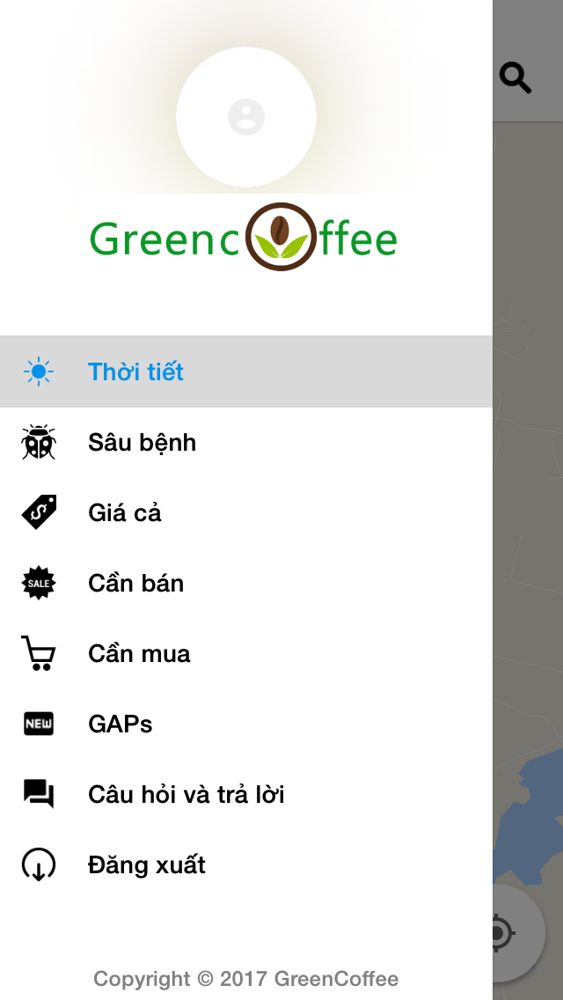 Greencoffee
Thời tiết
Sâu bệnh
Giá cả
SALE
Cần bán
Cần mua
NEW
GAPs
Câu hỏi và trả lời
Đăng xuất
Copyright © 2017 GreenCoffee